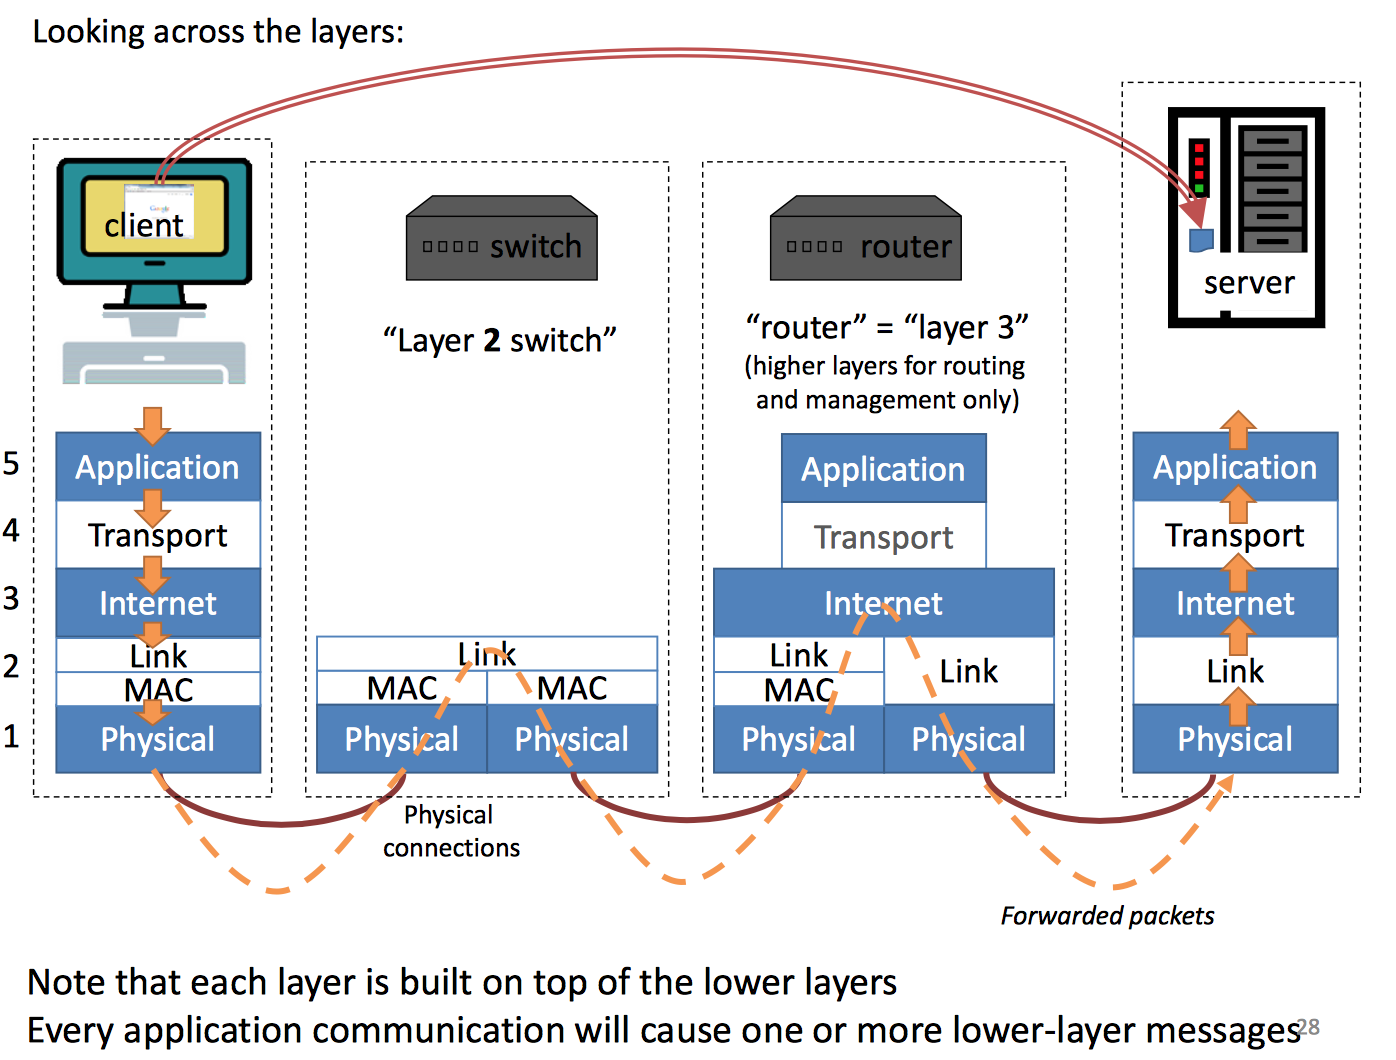 Looking across the layers:
client
Google
switch
router
server
“Layer 2 switch”
“router” = “layer 3”
(higher layers for routing
and management only)
5
4
3
2
1
Application
Transport
Internet
Link
MAC
Physical
Link
MAC
MAC
Physical
Physical
Application
Transport
Internet
Link
MAC
Link
Physical
Physical
Application
Transport
Internet
Link
Physical
Physical
connections
Forwarded packets
Note that each layer is built on top of the lower layers
Every application communication will cause one or more lower-layer messages
28